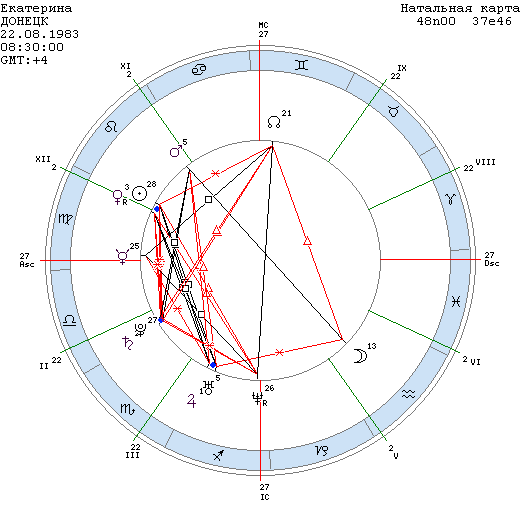 Екатерина
ДОНЕЦК
22.08.1983
08:30:00
GMT:+4
Натальная карта
48n00 37e46
MC
27
XI
2
IX
22
21
5
XII
2
3
28
R
22
VIII
25
27
Asc
27
Dsc
27
II
22
13
2
VI
1
5
26
R
22
III
2
V
27
IC